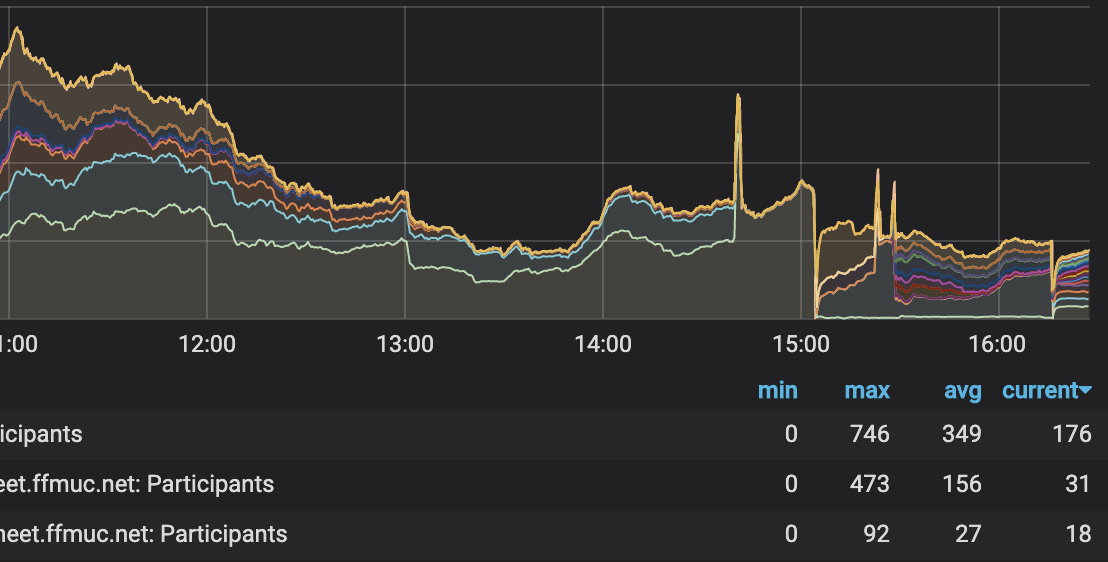 1:00 12:00 13:00 14:00 15:00 16:00
min max avg current
icipants 0 746 349 176
eet.ffmuc.net: Participants 0 473 156 31
neet.ffmuc.net: Participants 0 92 27 18